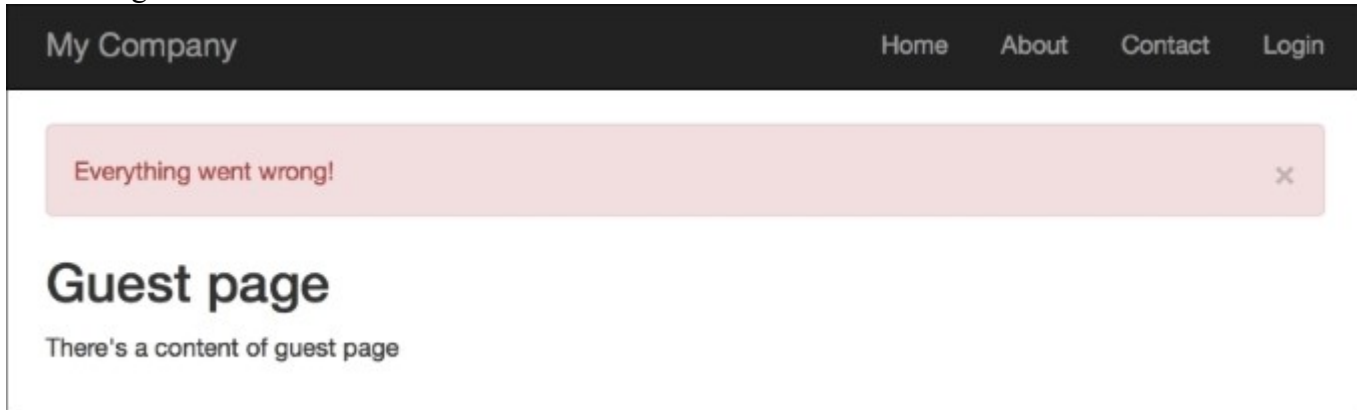 My Company Home About Contact Login
Everything went wrong! ×
Guest page
There's a content of guest page